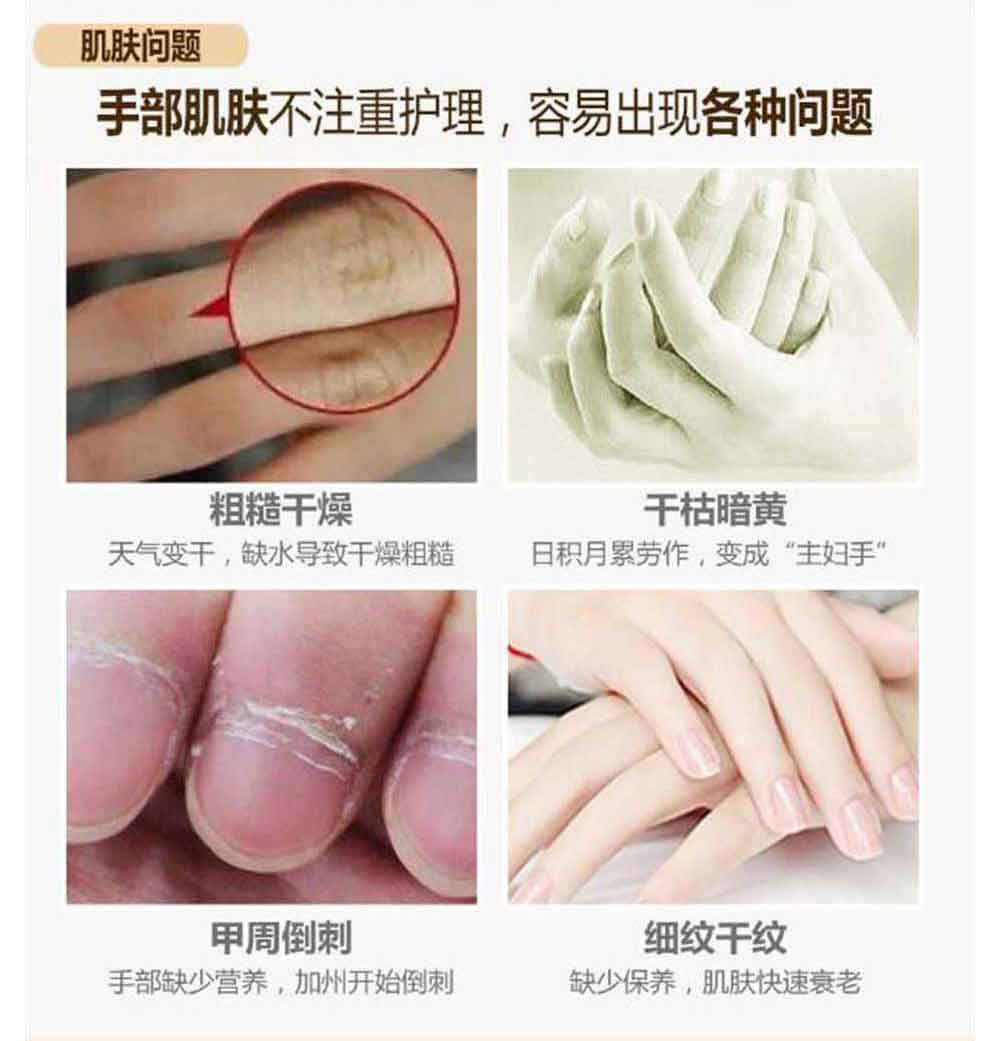 肌肤问题
手部肌肤不注重护理，容易出现各种问题
粗糙干燥
天气变干，缺水导致干燥粗糙
干枯暗黄
日积月累劳作，变成“主妇手”
甲周倒刺
手部缺少营养，加州开始倒刺
细纹干纹
缺少保养，肌肤快速衰老